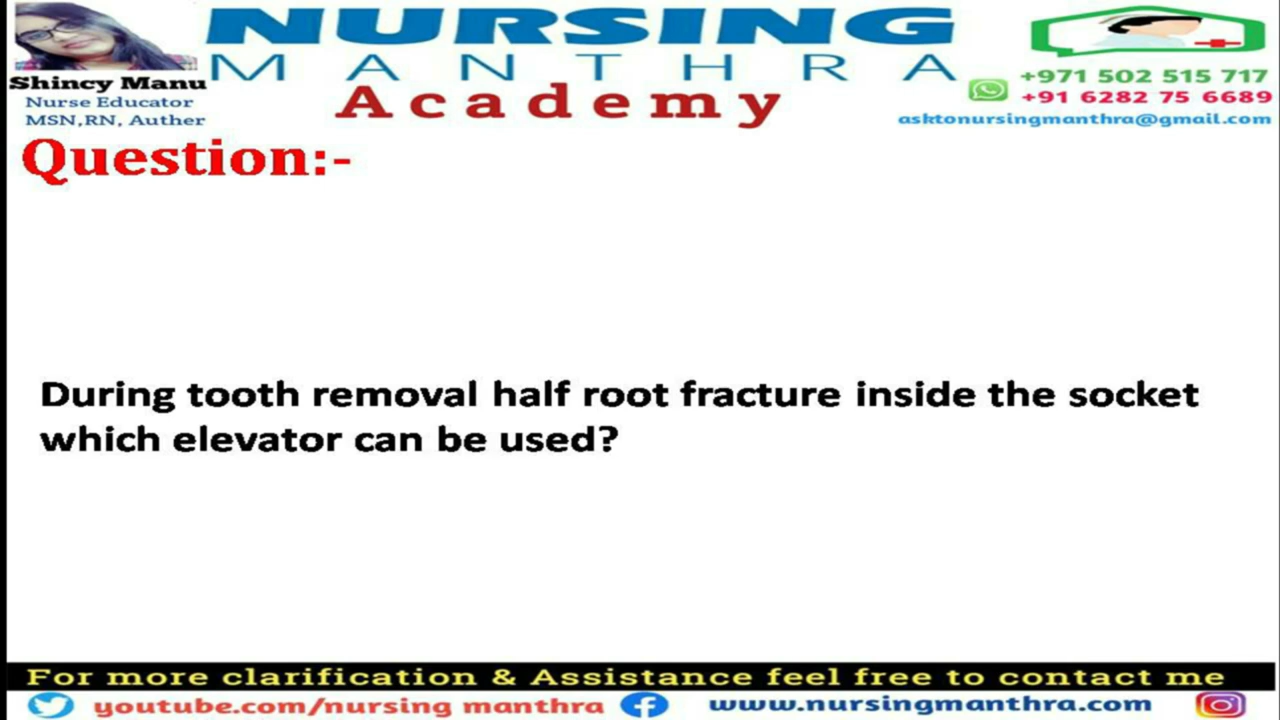 NURSING
MANTHRA
Academy
Shincy Manu
Nurse Educator
MSN,RN, Auther
+971 502 515 717
+91 6282 75 6689
asktonursingmanthra@gmail.com
Question:-
During tooth removal half root fracture inside the socket
which elevator can be used?
For more clarification & Assistance feel free to contact me
youtube.com/nursing manthra
www.nursingmanthra.com